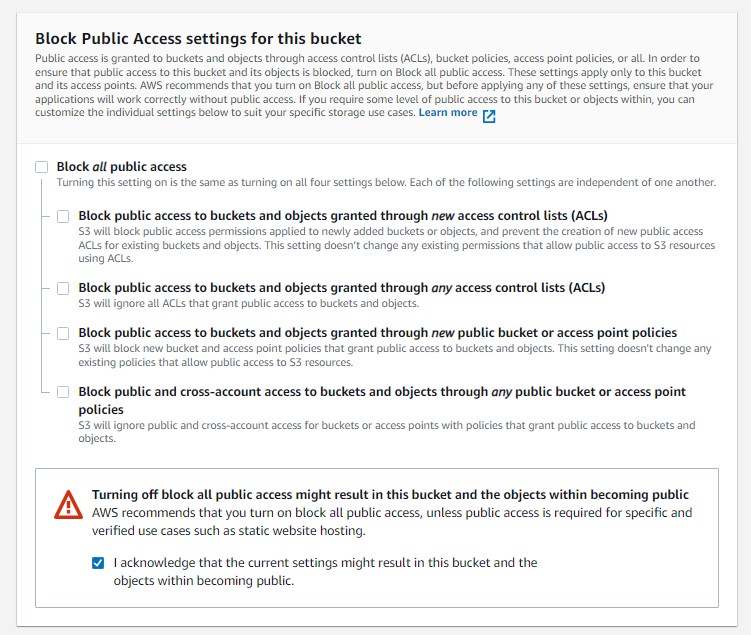 Block Public Access settings for this bucket
Public access is granted to buckets and objects through access control lists (ACLs), bucket policies, access point policies, or all. In order to
ensure that public access to this bucket and its objects is blocked, turn on Block all public access. These settings apply only to this bucket
and its access points. AWS recommends that you turn on Block all public access, but before applying any of these settings, ensure that your
applications will work correctly without public access. If you require some level of public access to this bucket or objects within, you can
customize the individual settings below to suit your specific storage use cases. Learn more
Block all public access
Turning this setting on is the same as turning on all four settings below. Each of the following settings are independent of one another.
Block public access to buckets and objects granted through new access control lists (ACLs)
S3 will block public access permissions applied to newly added buckets or objects, and prevent the creation of new public access
ACLs for existing buckets and objects. This setting doesn't change any existing permissions that allow public access to S3 resources
using ACLs.
Block public access to buckets and objects granted through any access control lists (ACLs)
S3 will ignore all ACLs that grant public access to buckets and objects.
Block public access to buckets and objects granted through new public bucket or access point policies
S3 will block new bucket and access point policies that grant public access to buckets and objects. This setting doesn't change any
existing policies that allow public access to S3 resources.
Block public and cross-account access to buckets and objects through any public bucket or access point
policies
S3 will ignore public and cross-account access for buckets or access points with policies that grant public access to buckets and
objects.
Turning off block all public access might result in this bucket and the objects within becoming public
AWS recommends that you turn on block all public access, unless public access is required for specific and
verified use cases such as static website hosting.
I acknowledge that the current settings might result in this bucket and the
objects within becoming public.